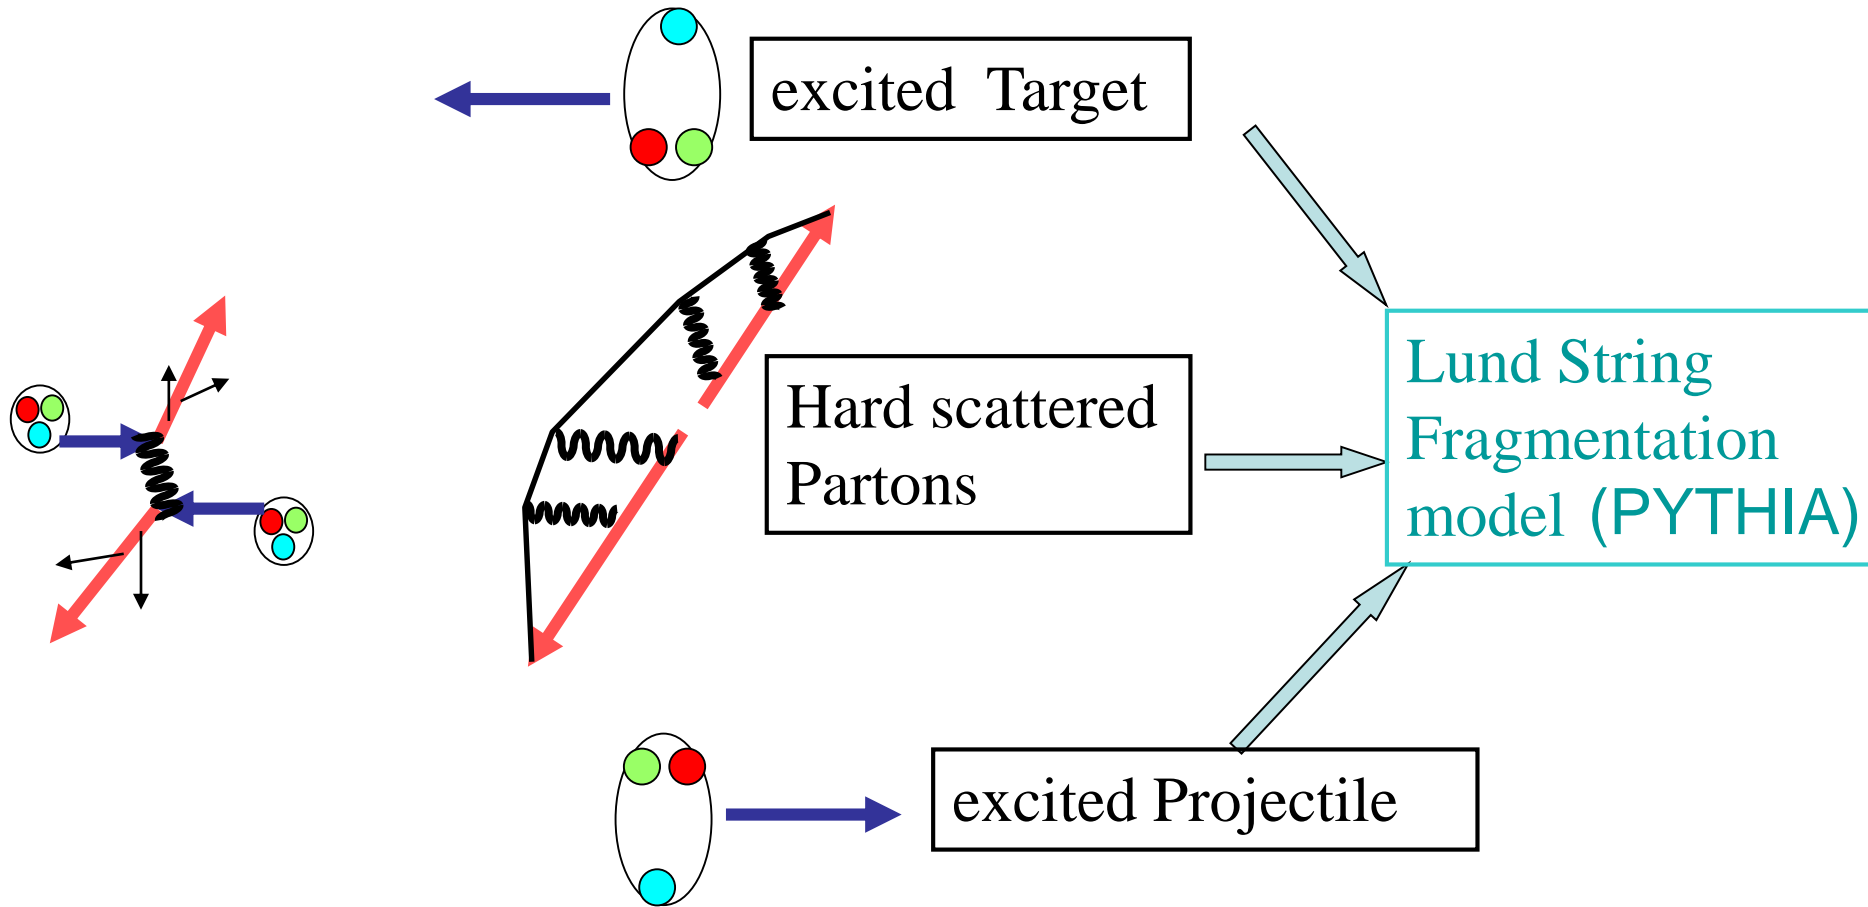 excited Target
Hard scattered
Partons
Lund String
Fragmentation
model (PYTHIA)
excited Projectile